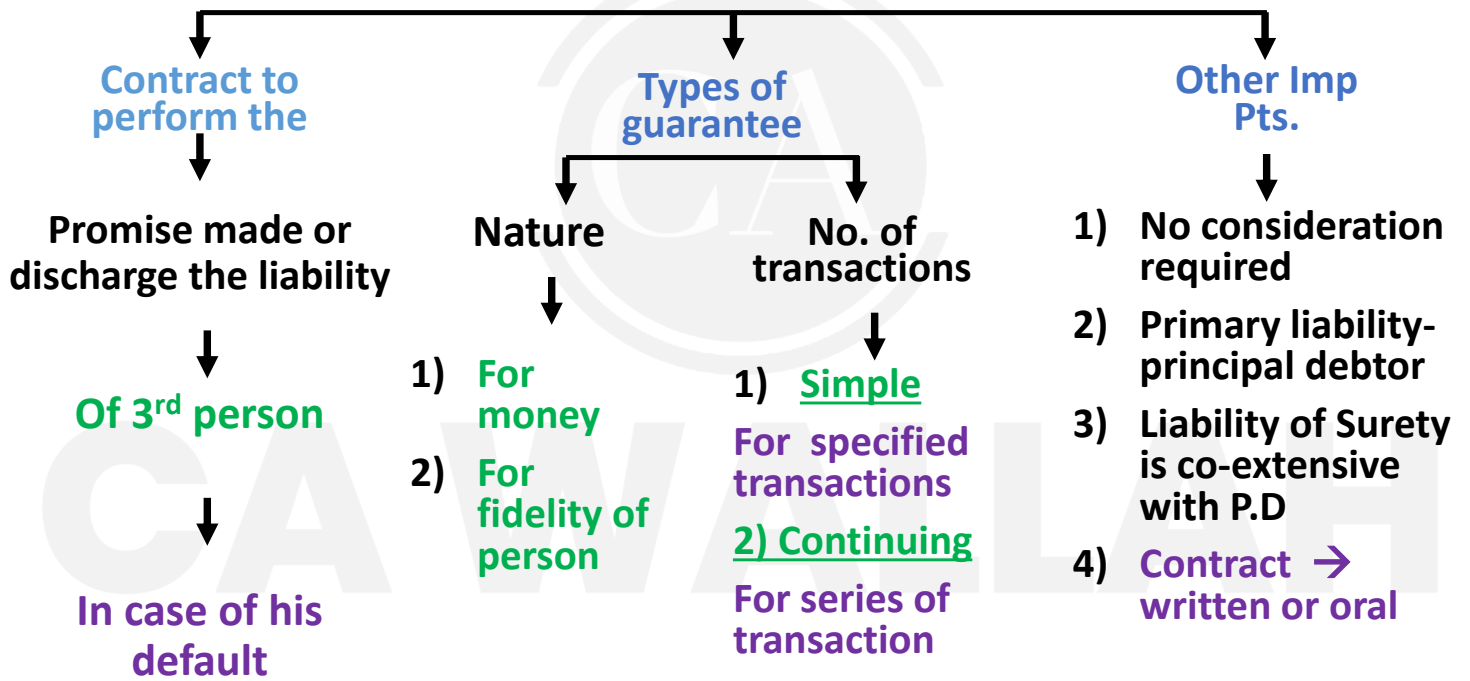 Contract to
perform the
Promise made or
discharge the liability
Of 3rd person
In case of his
default
Types of
guarantee
Nature
1) For
money
2) For
fidelity of
person
No. of
transactions
1) Simple
For specified
transactions
2) Continuing
For series of
transaction
Other Imp
Pts.
1) No consideration
required
2) Primary liability-
principal debtor
3) Liability of Surety
is co-extensive
with P.D
4) Contract →
written or oral
CA
CA WALLAH